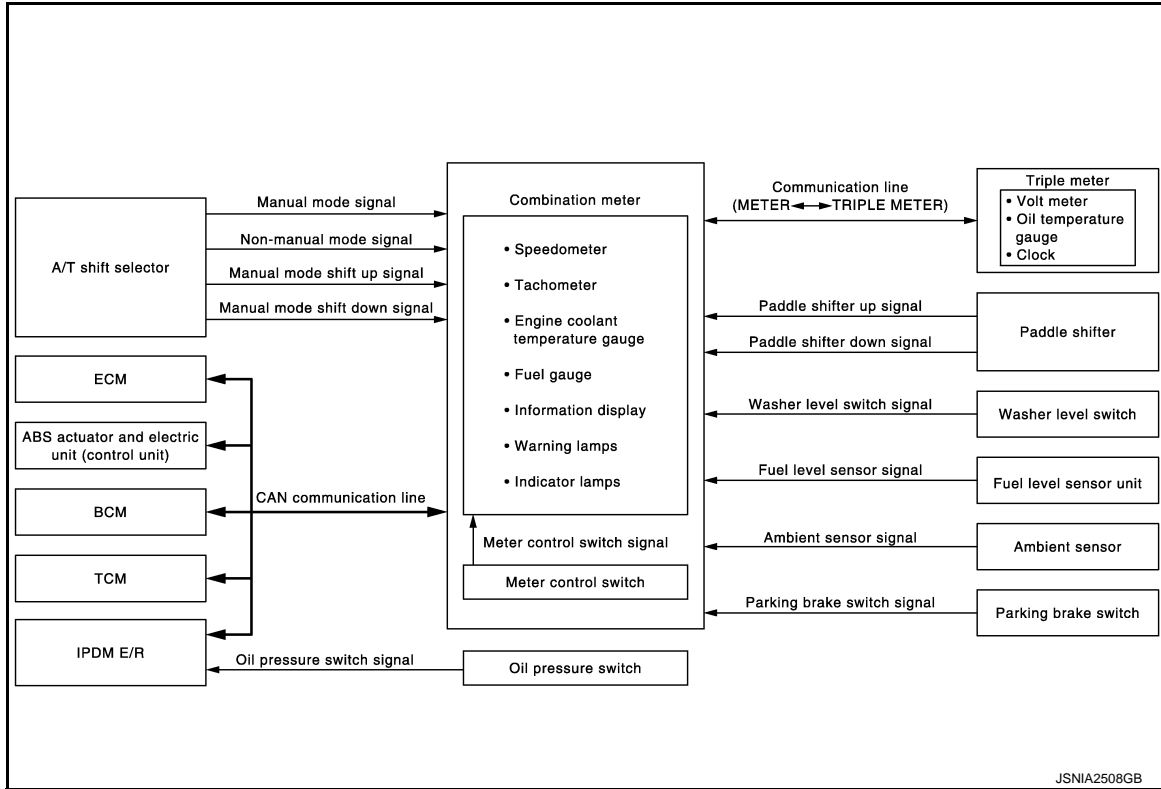 A/T shift selector
Manual mode signal
Non-manual mode signal
Manual mode shift up signal
Manual mode shift down signal
ECM
ABS actuator and electric
unit (control unit)
BCM
TCM
IPDM E/R
CAN communication line
Oil pressure switch signal
Combination meter
• Speedometer
• Tachometer
• Engine coolant
temperature gauge
• Fuel gauge
• Information display
• Warning lamps
• Indicator lamps
Meter control switch signal
Meter control switch
Oil pressure switch
Communication line
(METER ↔ TRIPLE METER)
Triple meter
• Volt meter
• Oil temperature
gauge
• Clock
Paddle shifter up signal
Paddle shifter down signal
Paddle shifter
Washer level switch signal
Washer level switch
Fuel level sensor signal
Fuel level sensor unit
Ambient sensor signal
Ambient sensor
Parking brake switch signal
Parking brake switch
JSNIA2508GB